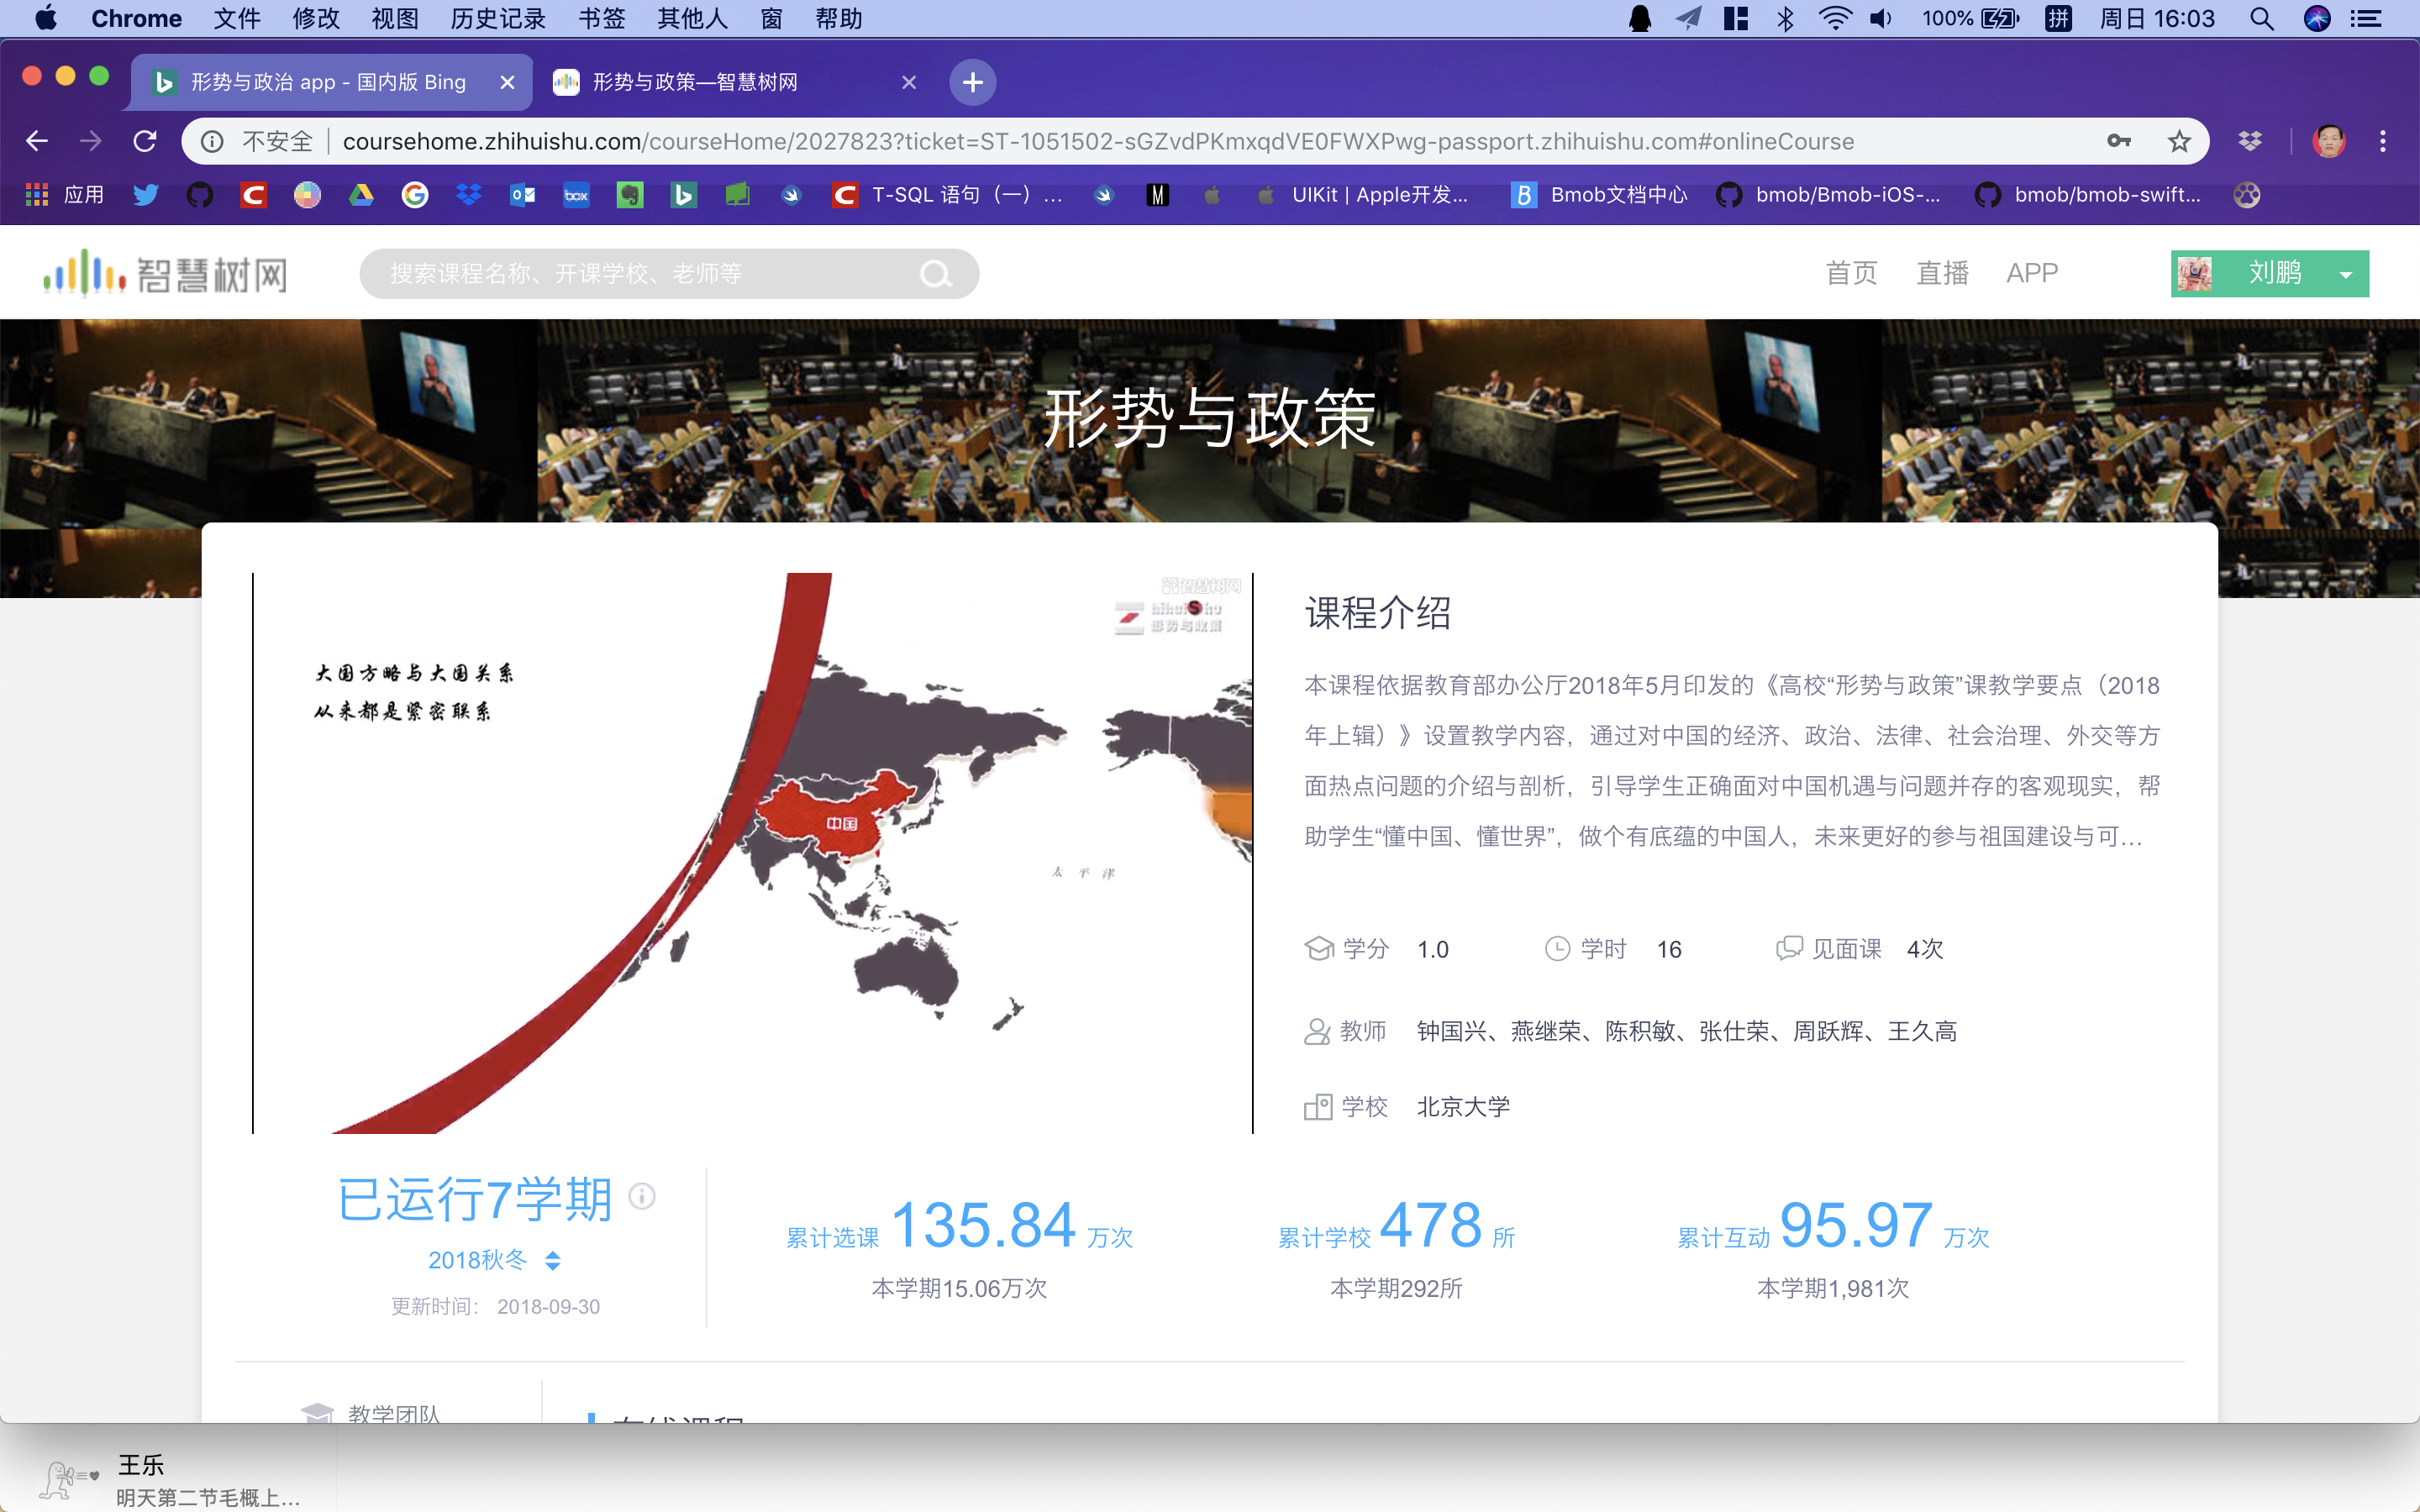 Chrome 文件 修改 视图 历史记录 书签 其他人 窗 帮助 100% 拼 周日 16:03
形势与政治 app - 国内版 Bing
形势与政策—智慧树网
不安全 coursehome.zhihuishu.com/courseHome/2027823?ticket=ST-1051502-sGZvdPKmxqdVE0FWXPwg-passport.zhihuishu.com#onlineCourse
应用 T-SQL 语句（一）... UIKit | Apple开发... Bmob文档中心 bmob/Bmob-iOS-... bmob/bmob-swift...
智慧树网 搜索课程名称、开课学校、老师等 首页 直播 APP 刘鹏
形势与政策
智慧树网
形势与政策
大国方略与大国关系
从来都是紧密联系
中国
太平洋
课程介绍
本课程依据教育部办公厅2018年5月印发的《高校“形势与政策”课教学要点（2018
年上辑）》设置教学内容，通过对中国的经济、政治、法律、社会治理、外交等方
面热点问题的介绍与剖析，引导学生正确面对中国机遇与问题并存的客观现实，帮
助学生“懂中国、懂世界”，做个有底蕴的中国人，未来更好的参与祖国建设与可...
学分 1.0 学时 16 见面课 4次
教师 钟国兴、燕继荣、陈积敏、张仕荣、周跃辉、王久高
学校 北京大学
已运行7学期
2018秋冬
更新时间： 2018-09-30
累计选课 135.84 万次
本学期15.06万次
累计学校 478 所
本学期292所
累计互动 95.97 万次
本学期1,981次
教学团队
在线课程
王乐
明天第二节毛概上...